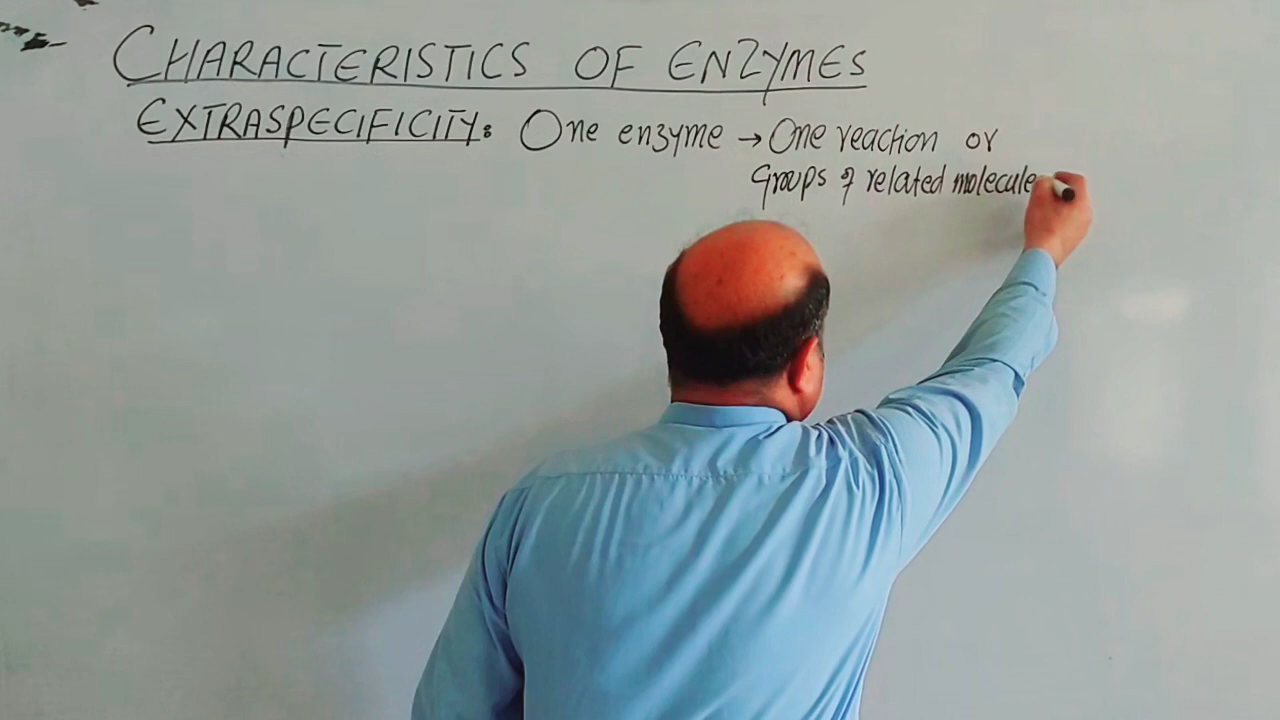 CHARACTERISTICS OF ENZYMES
EXTRASPECIFICITY: One enzyme → One reaction or
Groups of related molecule